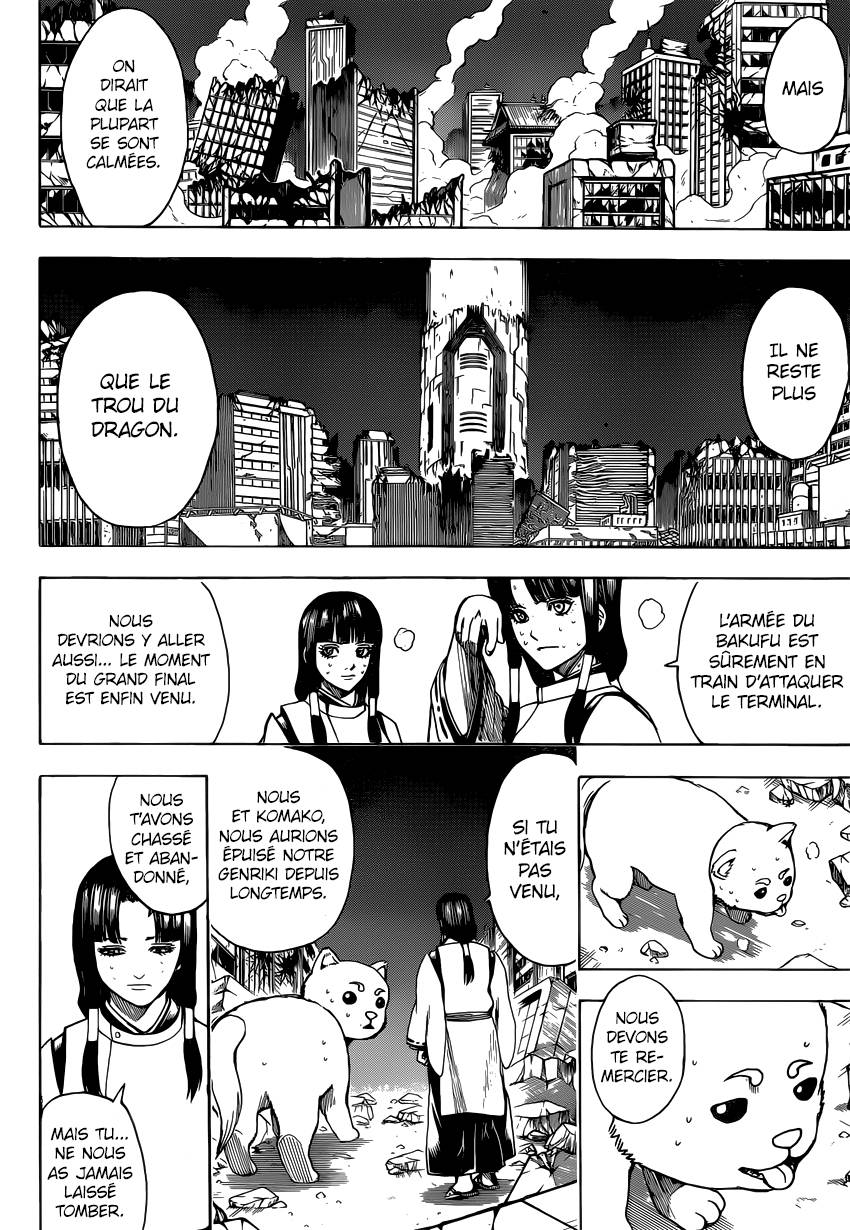 MAIS
ON
DIRAIT
QUE LA
PLUPART
SE SONT
CALMÉES.
IL NE
RESTE
PLUS
QUE LE
TROU DU
DRAGON.
L'ARMÉE DU
BAKUFU EST
SÛREMENT EN
TRAIN D'ATTAQUER
LE TERMINAL.
NOUS
DEVRIONS Y ALLER
AUSSI... LE MOMENT
DU GRAND FINAL
EST ENFIN VENU.
NOUS
DEVONS
TE RE-
MERCIER.
SI TU
N'ÉTAIS
PAS
VENU,
NOUS
ET KOMAKO,
NOUS AURIONS
ÉPUISÉ NOTRE
GENRIKI DEPUIS
LONGTEMPS.
NOUS
T'AVONS
CHASSÉ
ET ABAN-
DONNÉ,
MAIS TU...
NE NOUS
AS JAMAIS
LAISSÉ
TOMBER.